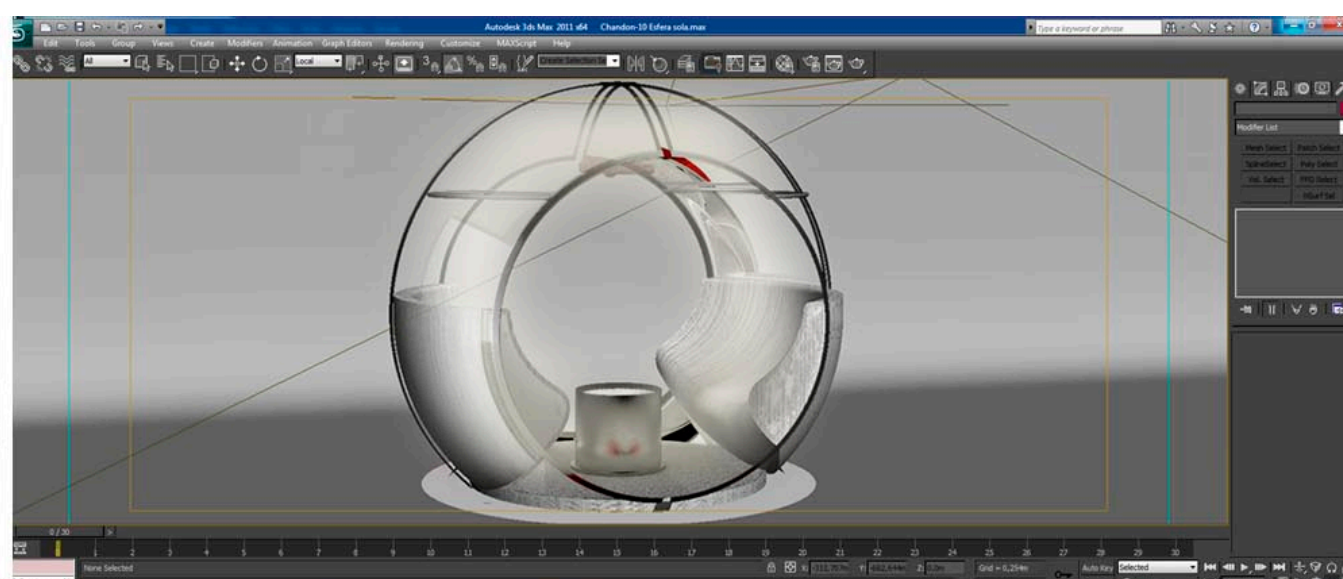 Autodesk 3ds Max 2011 x64 Chandon-10 Esfera sola.max
Type a keyword or phrase
Edit Tools Group Views Create Modifiers Animation Graph Editors Rendering Customize MAXScript Help
All Local Create Selection Se
Modifier List
Mesh Select Patch Select
SplineSelect Poly Select
Vol. Select FFD Select
NSurf Sel
0 / 30
0 1 2 3 4 5 6 7 8 9 10 11 12 13 14 15 16 17 18 19 20 21 22 23 24 25 26 27 28 29 30
None Selected X: Y: Z: 0,0m Grid = 0,254m Auto Key Selected